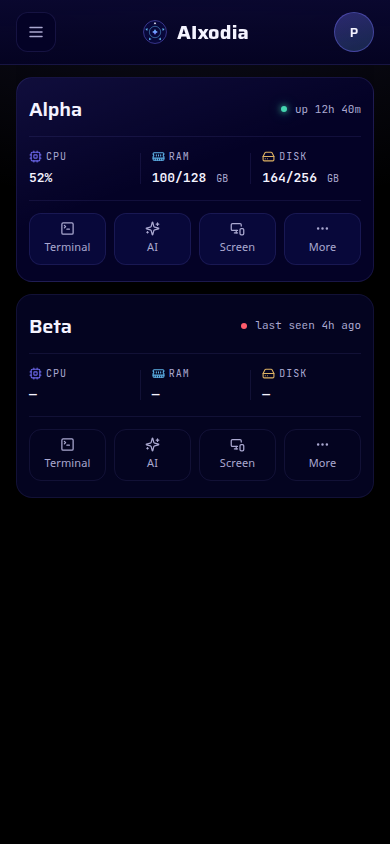 AIxodia
P
Alpha
up 12h 40m
CPU
RAM
DISK
52%
100/128 GB
164/256 GB
Terminal
AI
Screen
More
Beta
last seen 4h ago
CPU
RAM
DISK
—
—
—
Terminal
AI
Screen
More